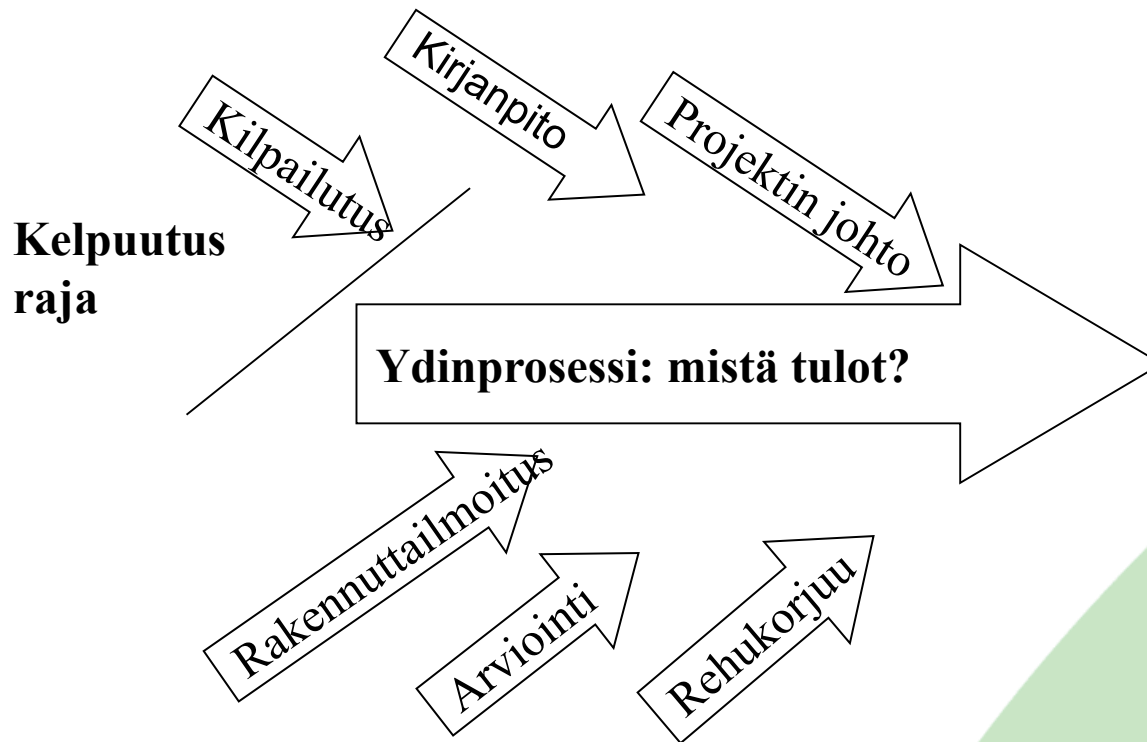 Kilpailutus
Kirjanpito
Projektin johto
Kelpuutus
raja
Ydinprosessi: mistä tulot?
Rakennuttailmoitus
Arviointi
Rehukorjuu